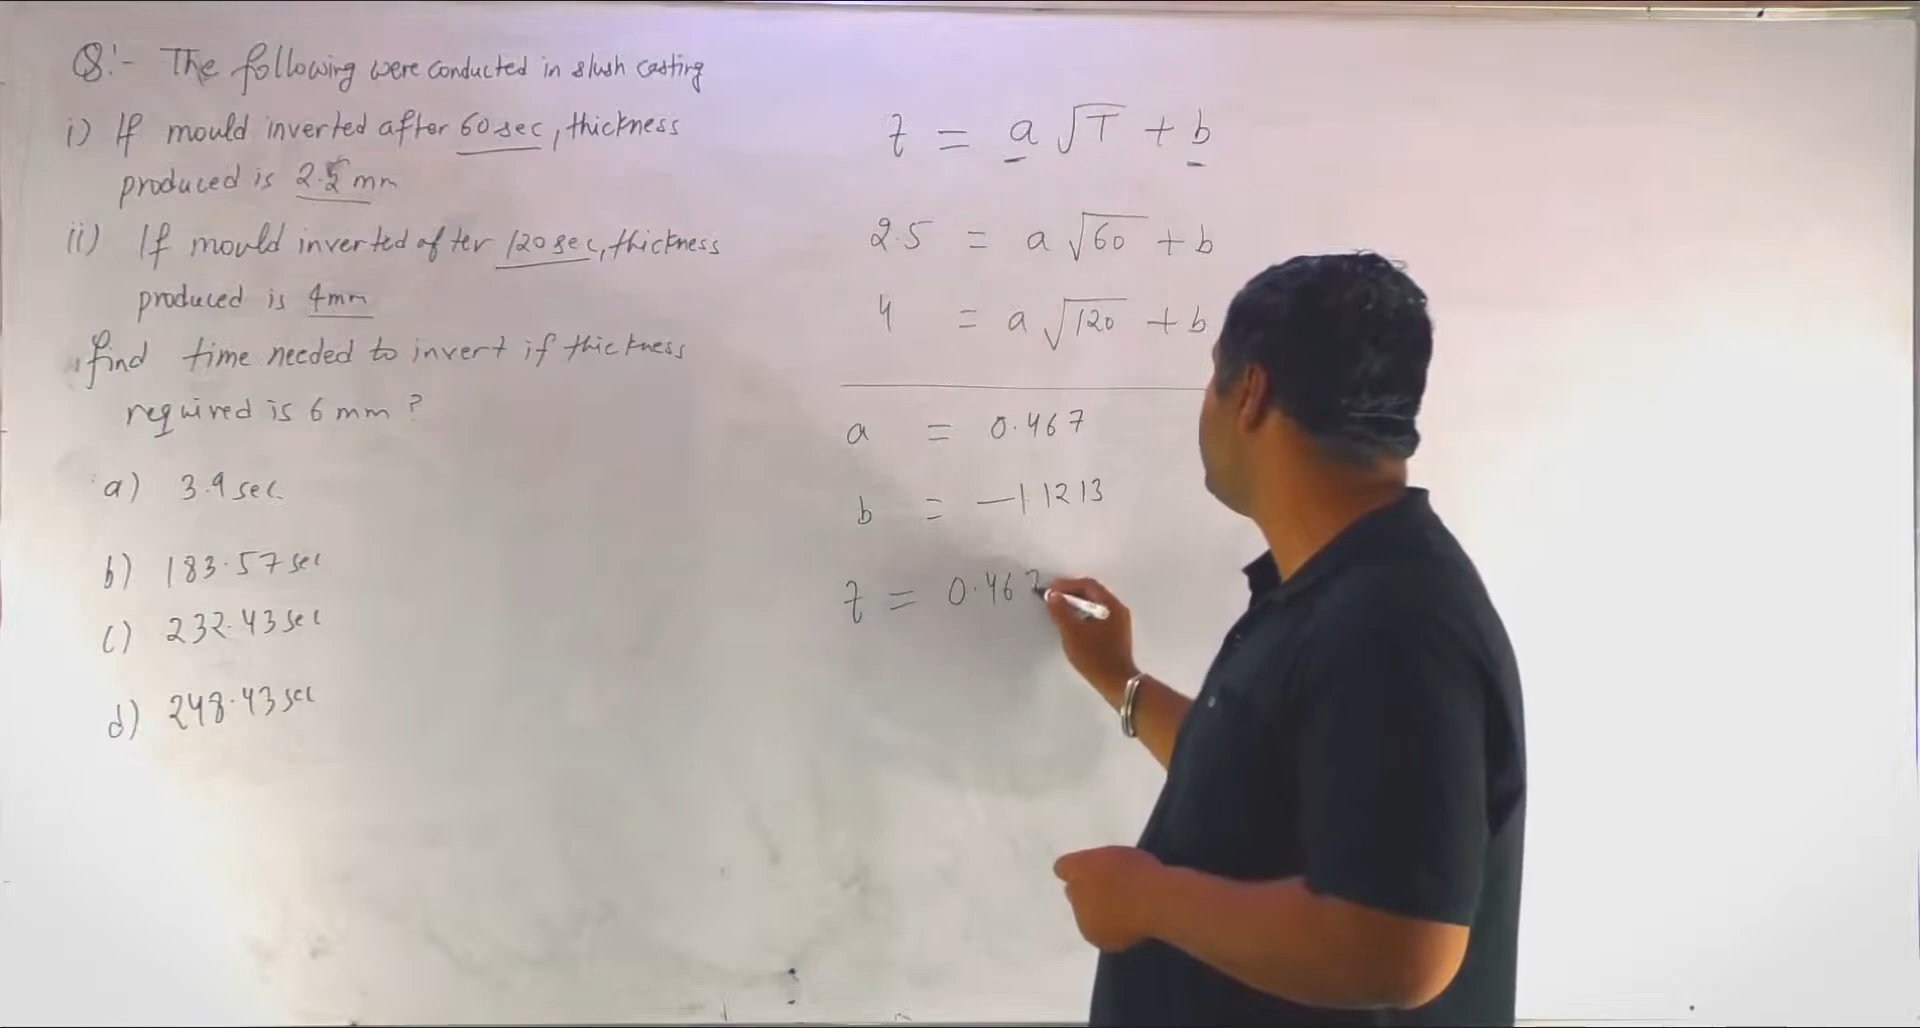 Q:- The following were conducted in slush casting
i) If mould inverted after 60 sec, thickness
produced is 2.5 mm
ii) If mould inverted after 120 sec, thickness
produced is 4mm
find time needed to invert if thickness
required is 6 mm ?
a) 3.9 sec
b) 183.57 sec
c) 232.43 sec
d) 248.43 sec
t = a √T + b
2.5 = a √60 + b
4 = a √120 + b
a = 0.467
b = -1.1213
t = 0.467